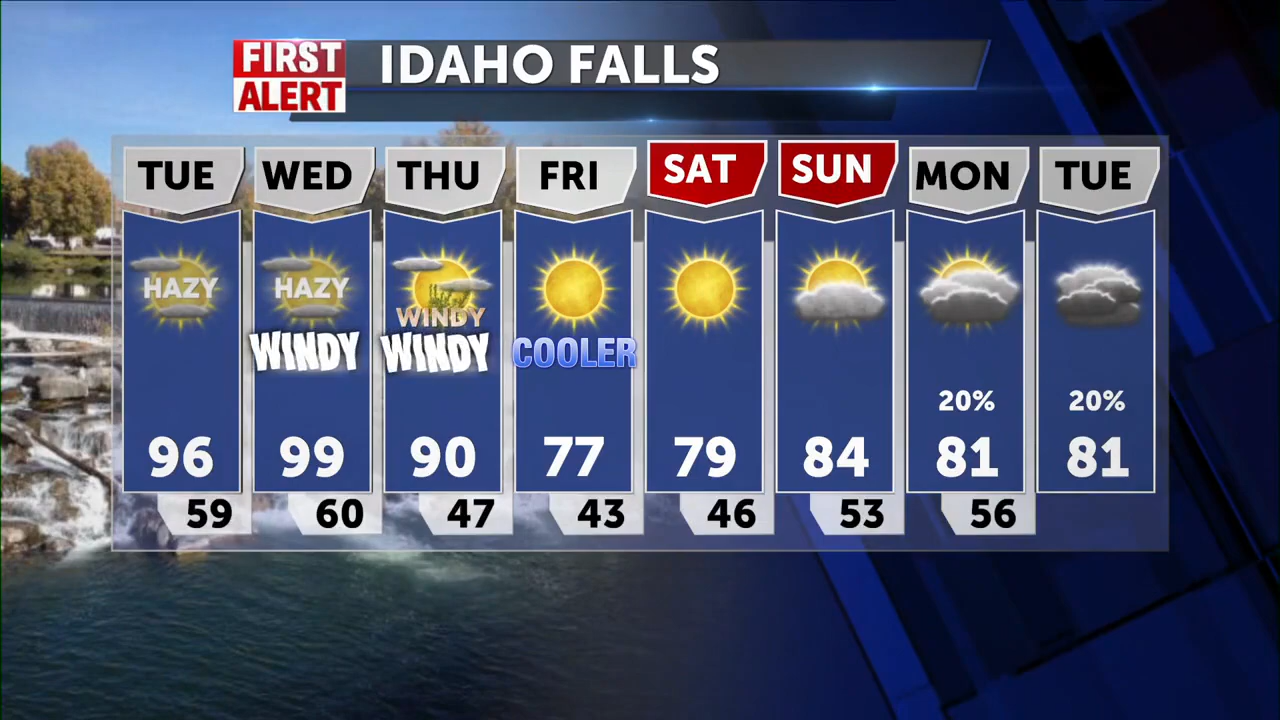 FIRST
ALERT
IDAHO FALLS
TUE WED THU FRI SAT SUN MON TUE
HAZY HAZY
WINDY
WINDY WINDY COOLER
20% 20%
96 99 90 77 79 84 81 81
59 60 47 43 46 53 56